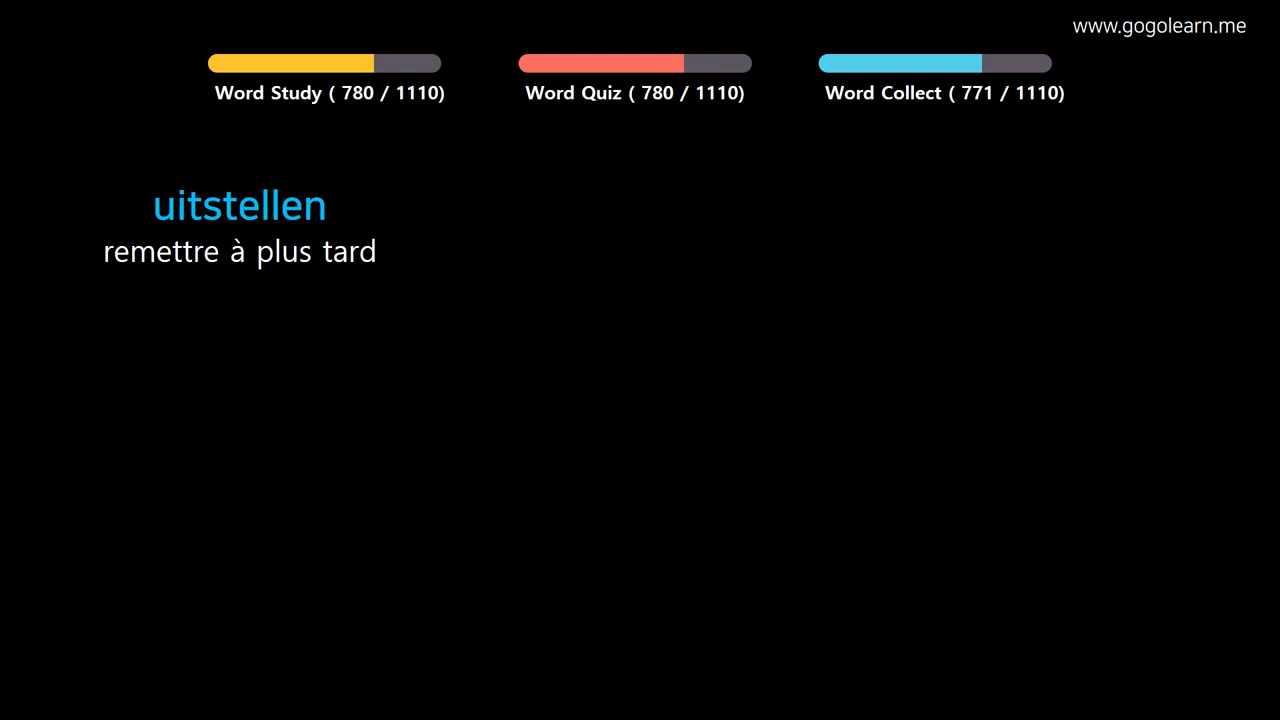 www.gogolearn.me
Word Study ( 780 / 1110)
Word Quiz ( 780 / 1110)
Word Collect ( 771 / 1110)
uitstellen
remettre à plus tard